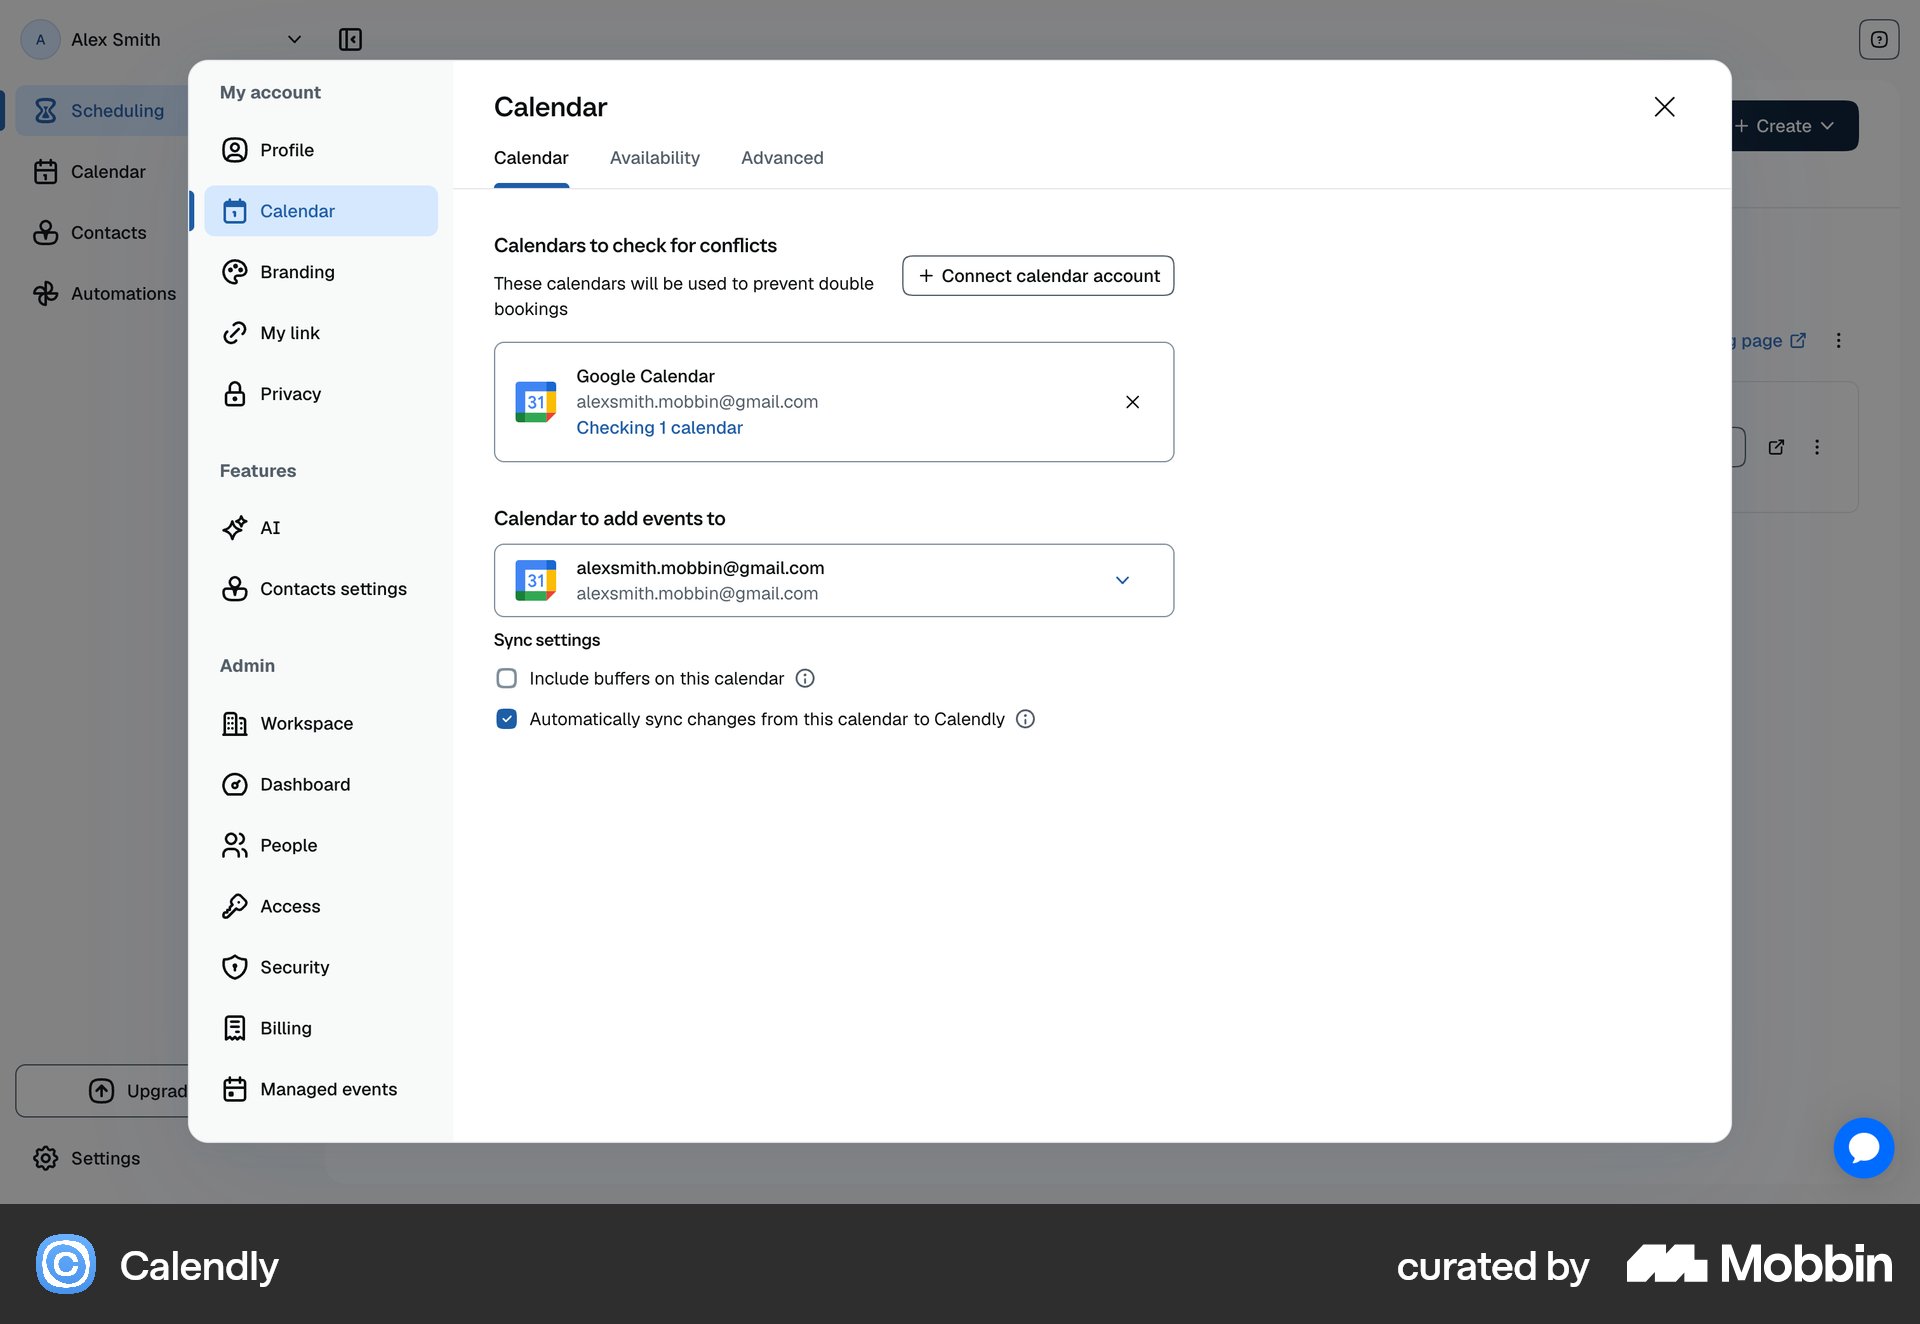 A
Alex Smith
Scheduling
Calendar
Contacts
Automations
Upgrad
Settings
My account
Profile
Calendar
Branding
My link
Privacy
Features
AI
Contacts settings
Admin
Workspace
Dashboard
People
Access
Security
Billing
Managed events
Calendar
Calendar
Availability
Advanced
Calendars to check for conflicts
These calendars will be used to prevent double
bookings
+ Connect calendar account
31
Google Calendar
alexsmith.mobbin@gmail.com
Checking 1 calendar
Calendar to add events to
31
alexsmith.mobbin@gmail.com
alexsmith.mobbin@gmail.com
Sync settings
Include buffers on this calendar
Automatically sync changes from this calendar to Calendly
+ Create
g page
Calendly
curated by
Mobbin